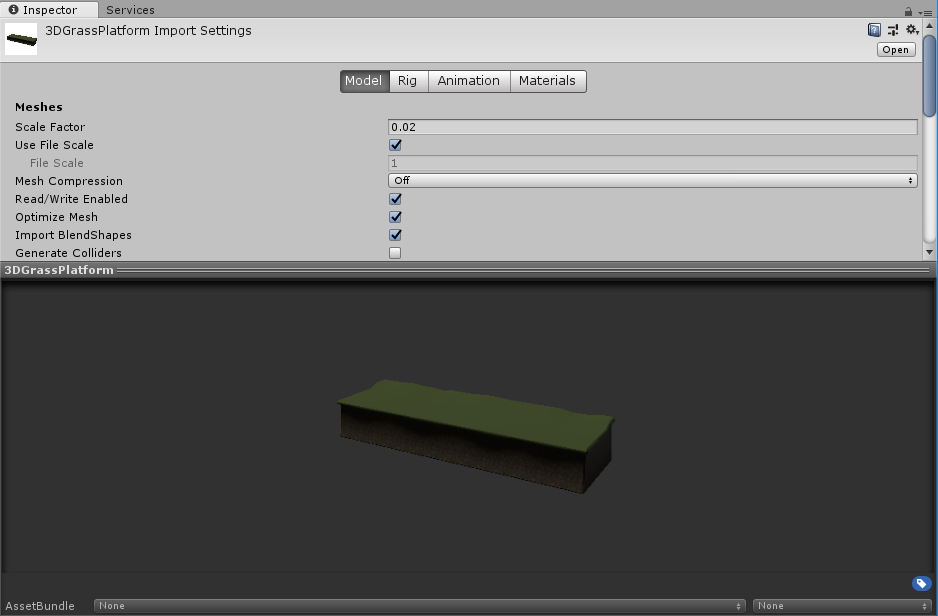 Inspector Services
3DGrassPlatform Import Settings
Open
Model Rig Animation Materials
Meshes
Scale Factor 0.02
Use File Scale
File Scale 1
Mesh Compression Off
Read/Write Enabled
Optimize Mesh
Import BlendShapes
Generate Colliders
3DGrassPlatform
AssetBundle None None